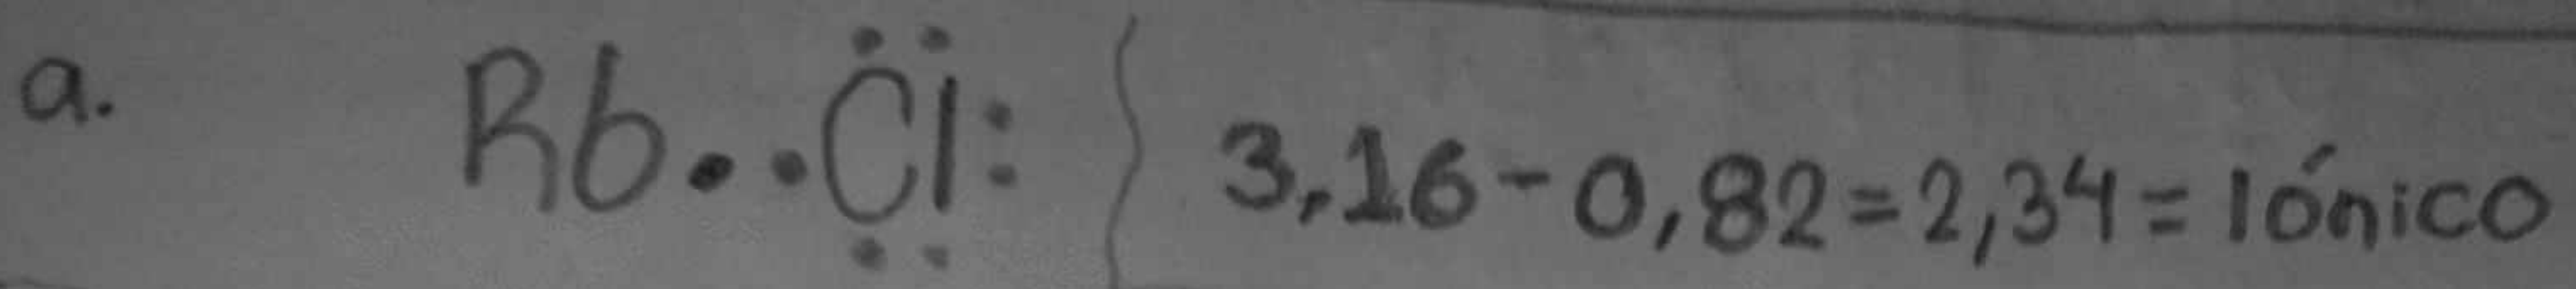 a. Rb. .Cl: 3,16-0,82=2,34= Iónico